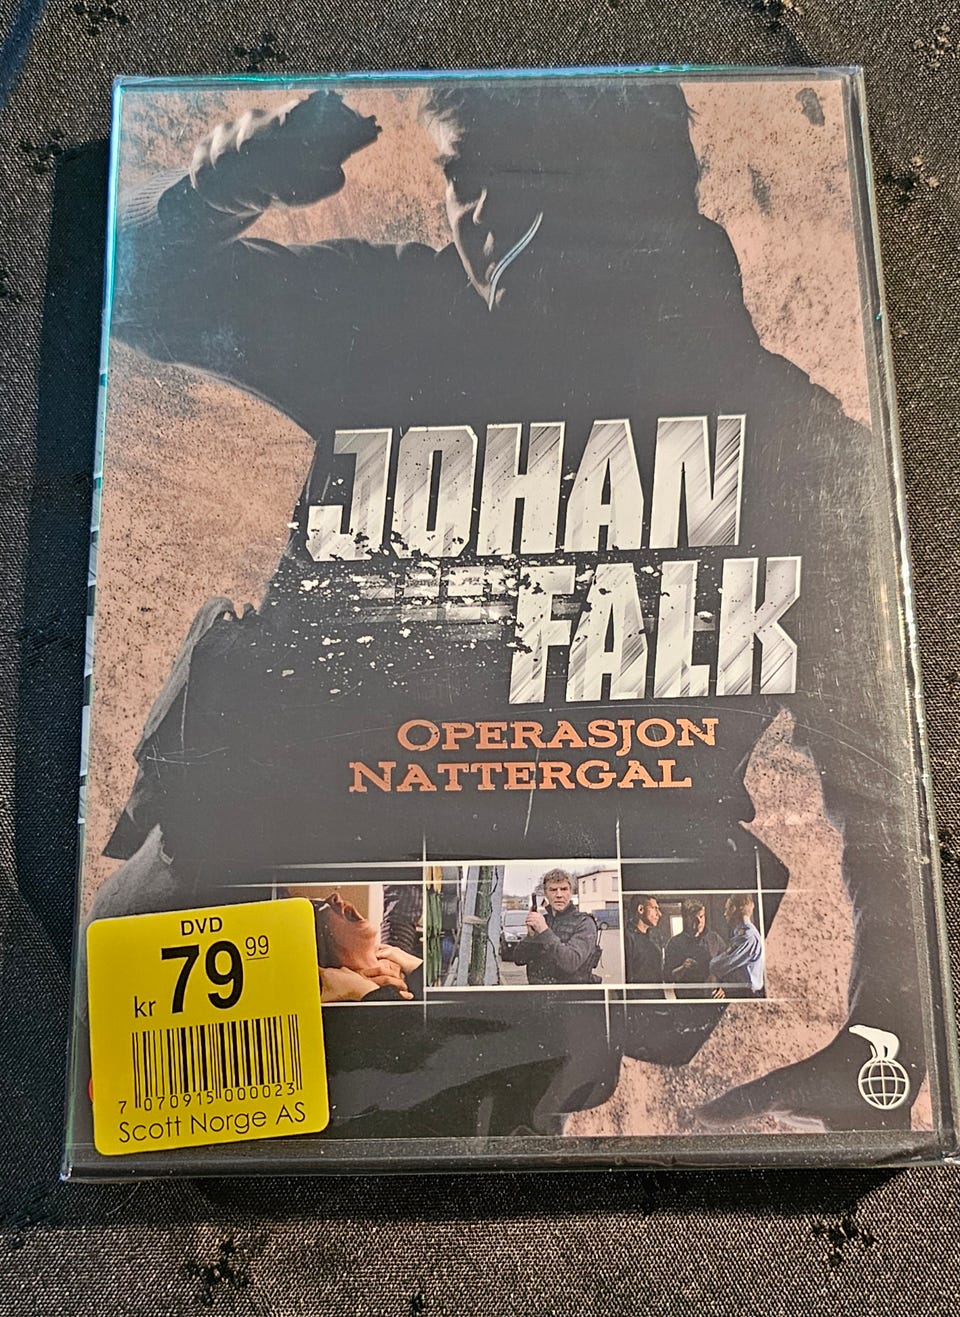 JOHAN
FALK
OPERASJON
NATTERGAL
DVD
kr 79 99
7 070915 000023
Scott Norge AS